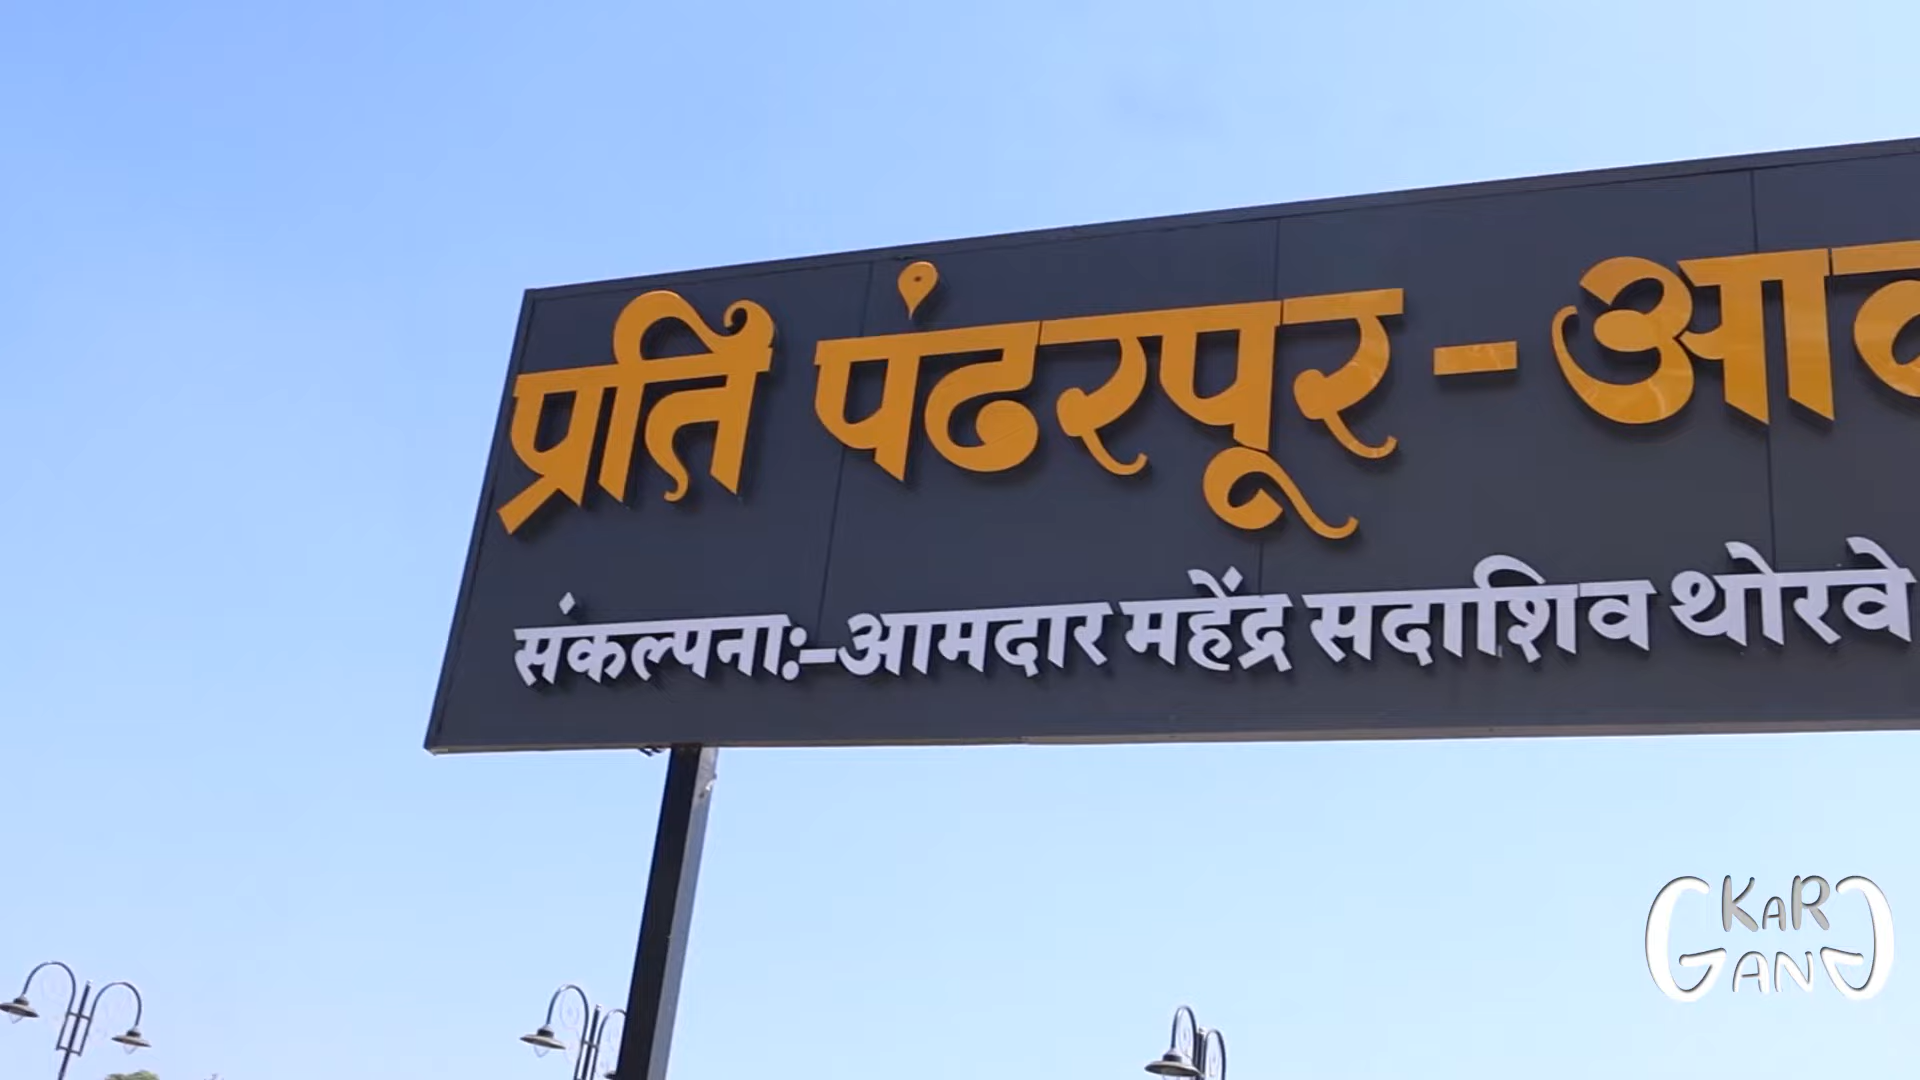 प्रति पंढरपूर-आ
संकल्पना:-आमदार महेंद्र सदाशिव थोरवे
KAR
GANG